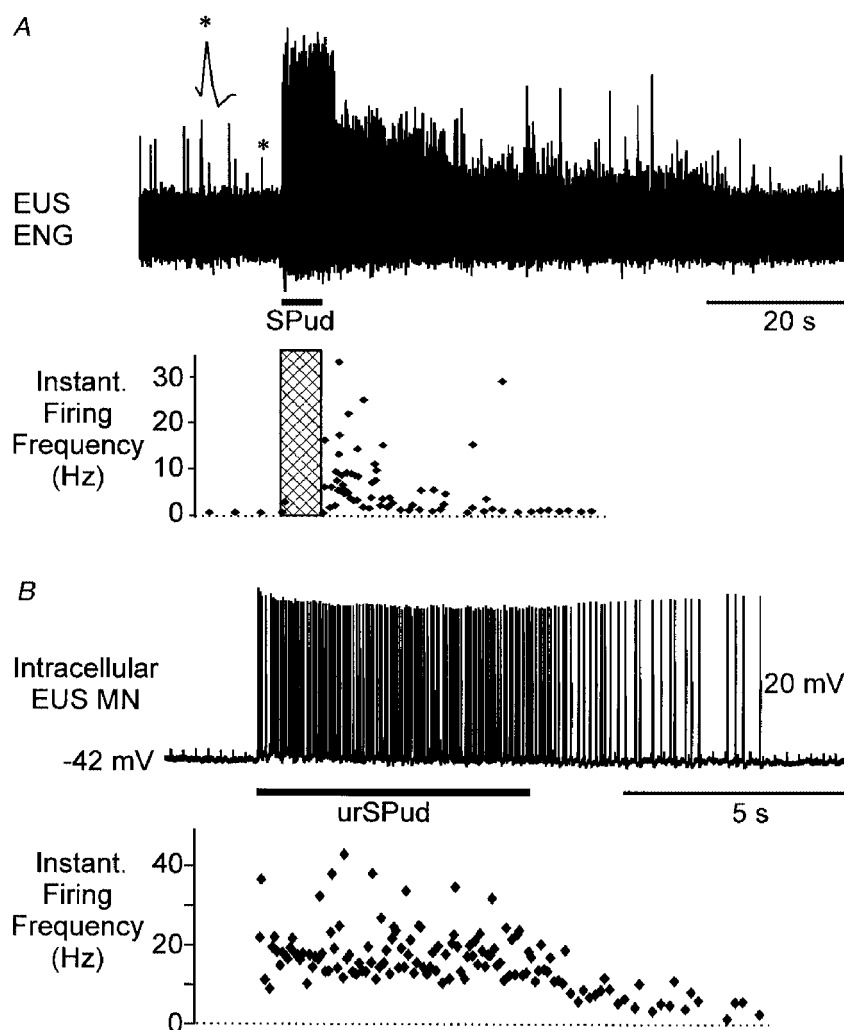 A
*
*
EUS
ENG
SPud
20 s
Instant.
Firing
Frequency
(Hz)
30
20
10
0
B
Intracellular
EUS MN
20 mV
-42 mV
urSPud
5 s
Instant.
Firing
Frequency
(Hz)
40
20
0